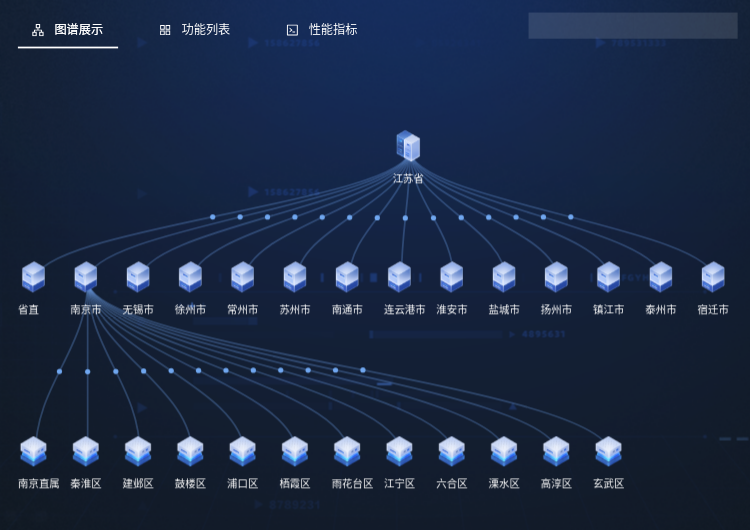 图谱展示 功能列表 性能指标
江苏省
省直 南京市 无锡市 徐州市 常州市 苏州市 南通市 连云港市 淮安市 盐城市 扬州市 镇江市 泰州市 宿迁市
南京直属 秦淮区 建邺区 鼓楼区 浦口区 栖霞区 雨花台区 江宁区 六合区 溧水区 高淳区 玄武区